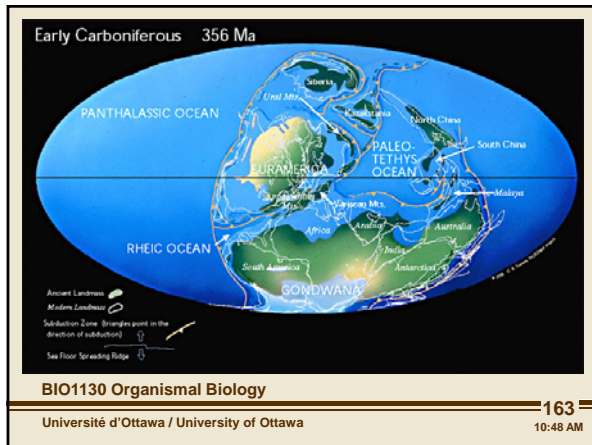 Early Carboniferous 356 Ma
Siberia
Ural Mts.
PANTHALASSIC OCEAN
Kazakstania
North China
PALEO-
TETHYS
OCEAN
South China
EURAMERICA
Appalachian
Mts.
Variscan Mts.
Malaya
Africa
Arabia
Australia
RHEIC OCEAN
India
South America
Antarctica
GONDWANA
Ancient Landmass
Modern Landmass
Subduction Zone (triangles point in the
direction of subduction)
Sea Floor Spreading Ridge
BIO1130 Organismal Biology
Université d'Ottawa / University of Ottawa
163
10:48 AM